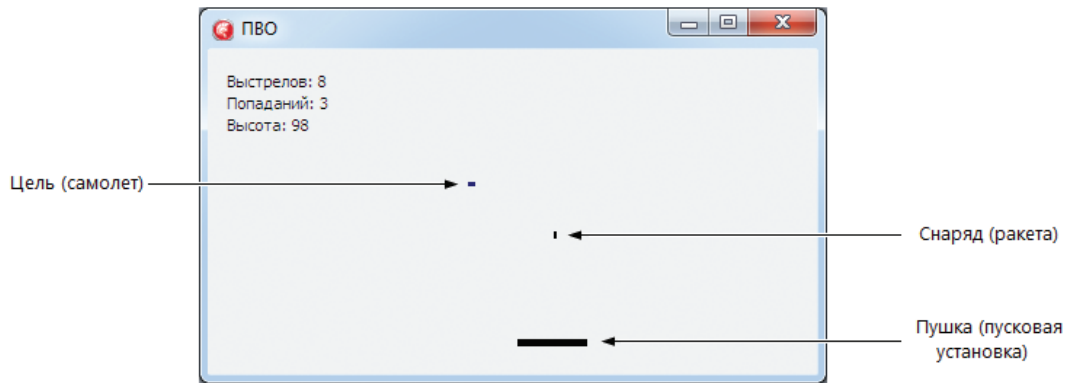 ПВО
Выстрелов: 8
Попаданий: 3
Высота: 98
Цель (самолет)
Снаряд (ракета)
Пушка (пусковая
установка)